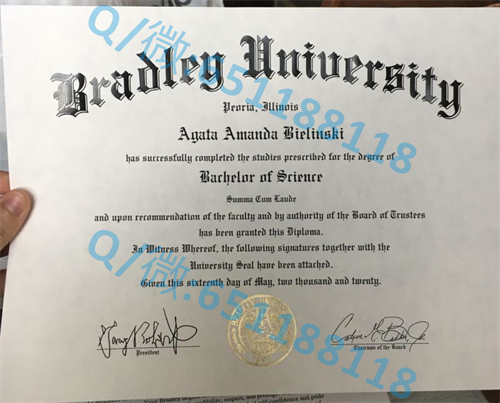 Bradley University
Peoria, Illinois
Agata Amanda Bielinski
has successfully completed the studies prescribed for the degree of
Bachelor of Science
Summa Cum Laude
and upon recommendation of the faculty and by authority of the Board of Trustees
has been granted this Diploma.
In Witness Whereof, the following signatures together with the
University Seal have been attached.
Given this sixteenth day of May, two thousand and twenty.
President
Chairman of the Board
Q/微:651188118
Q/微:651188118